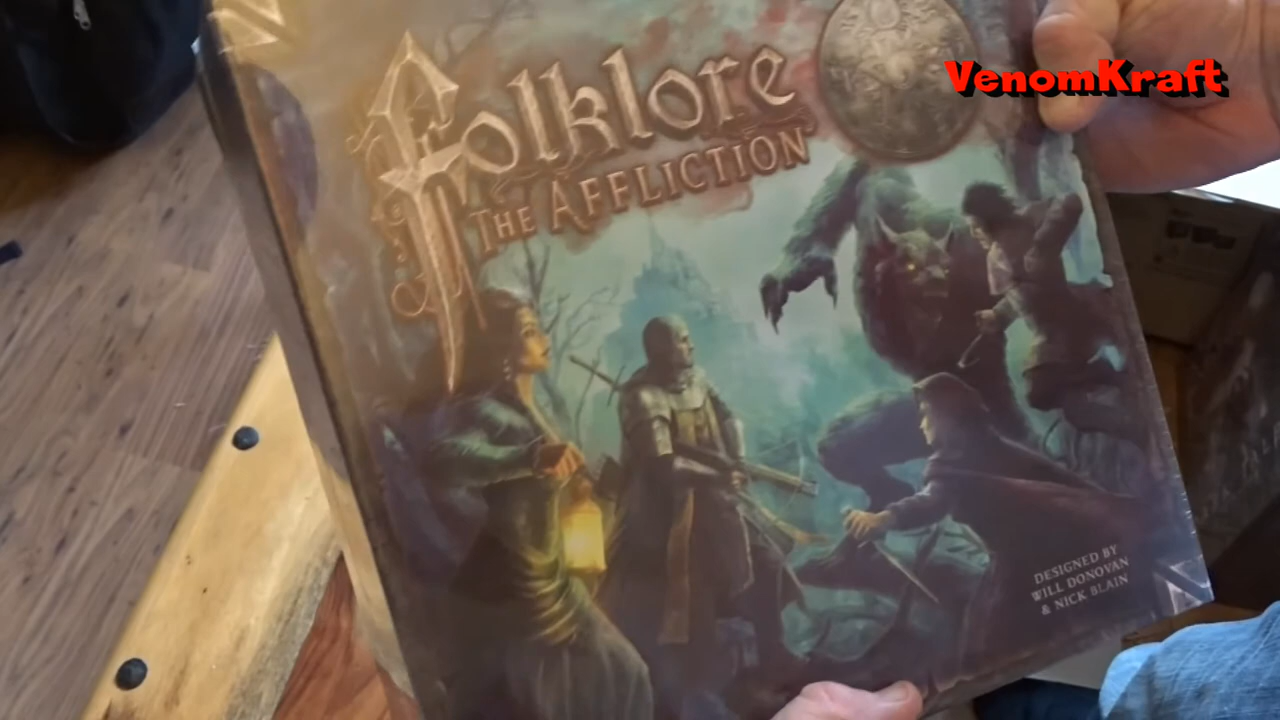 VenomKraft
Folklore
THE AFFLICTION
DESIGNED BY
WILL DONOVAN
& NICK BLAIN